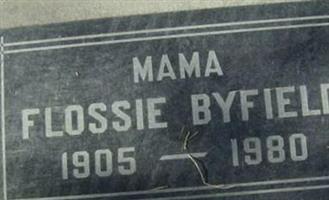 MAMA
FLOSSIE BYFIELD
1905 — 1980